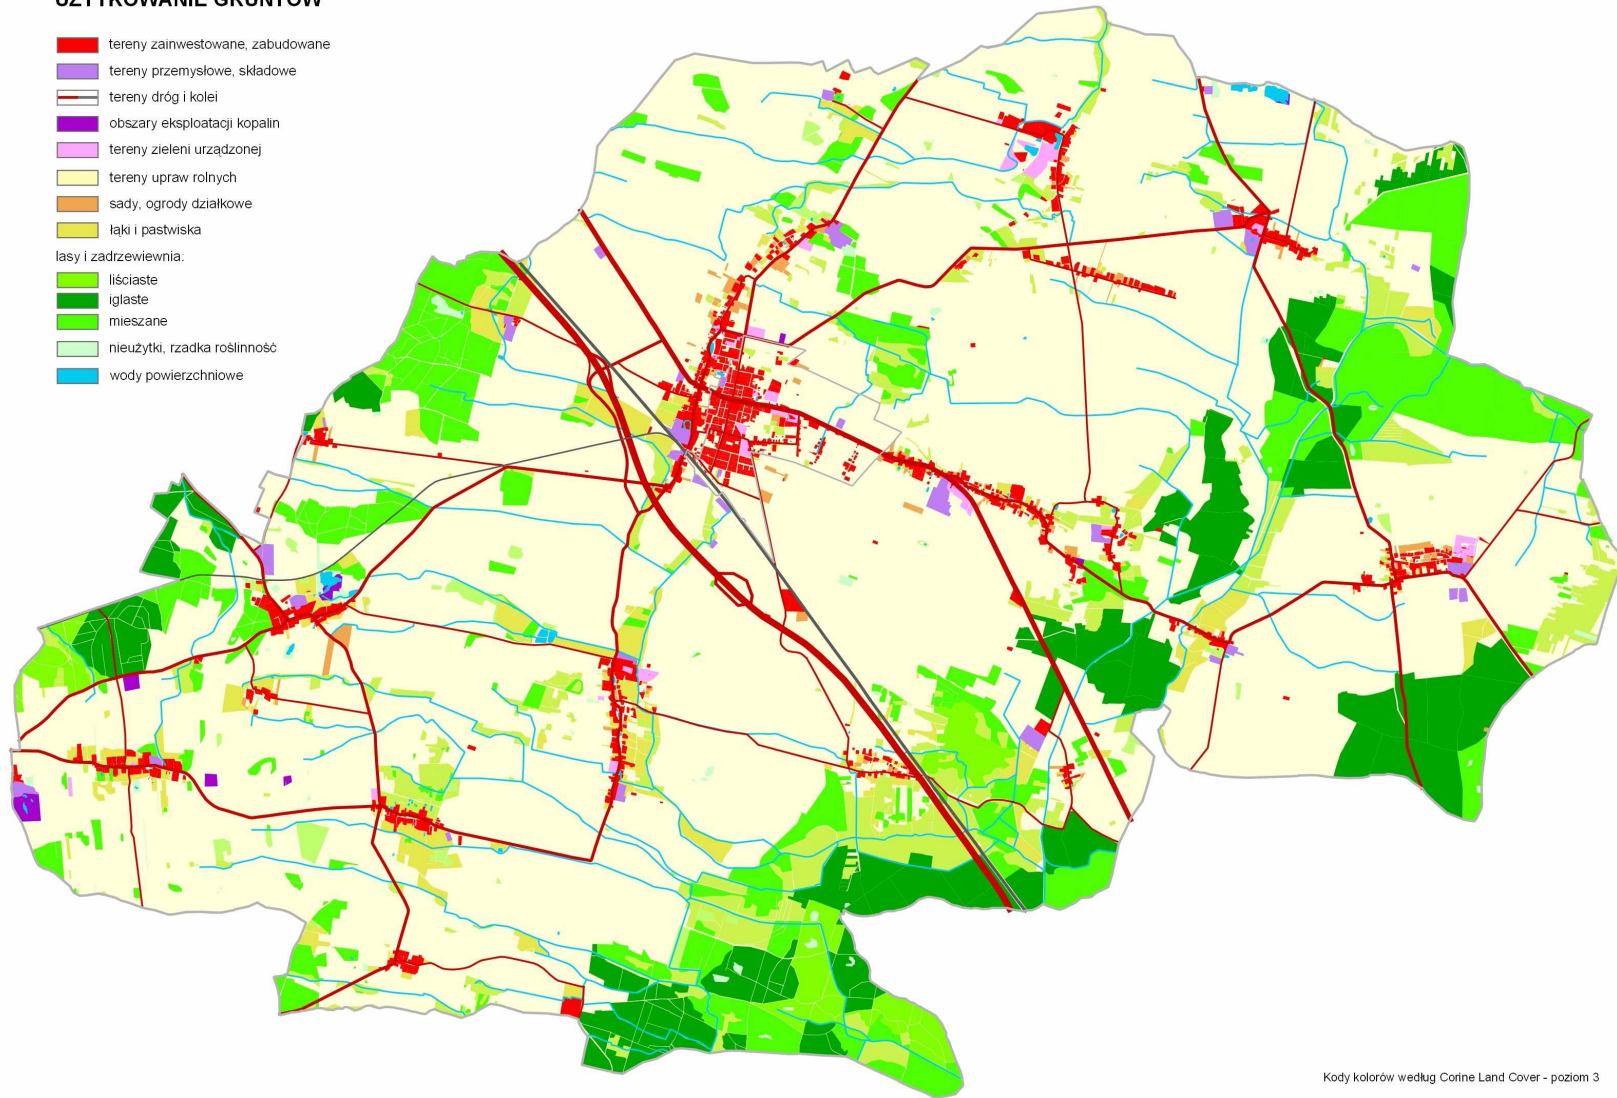 UŻYTKOWANIE GRUNTÓW
tereny zainwestowane, zabudowane
tereny przemysłowe, składowe
tereny dróg i kolei
obszary eksploatacji kopalin
tereny zieleni urządzonej
tereny upraw rolnych
sady, ogrody działkowe
łąki i pastwiska
lasy i zadrzewiewnia:
liściaste
iglaste
mieszane
nieużytki, rzadka roślinność
wody powierzchniowe
Kody kolorów według Corine Land Cover - poziom 3